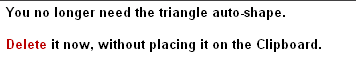 You no longer need the triangle auto-shape.
Delete it now, without placing it on the Clipboard.